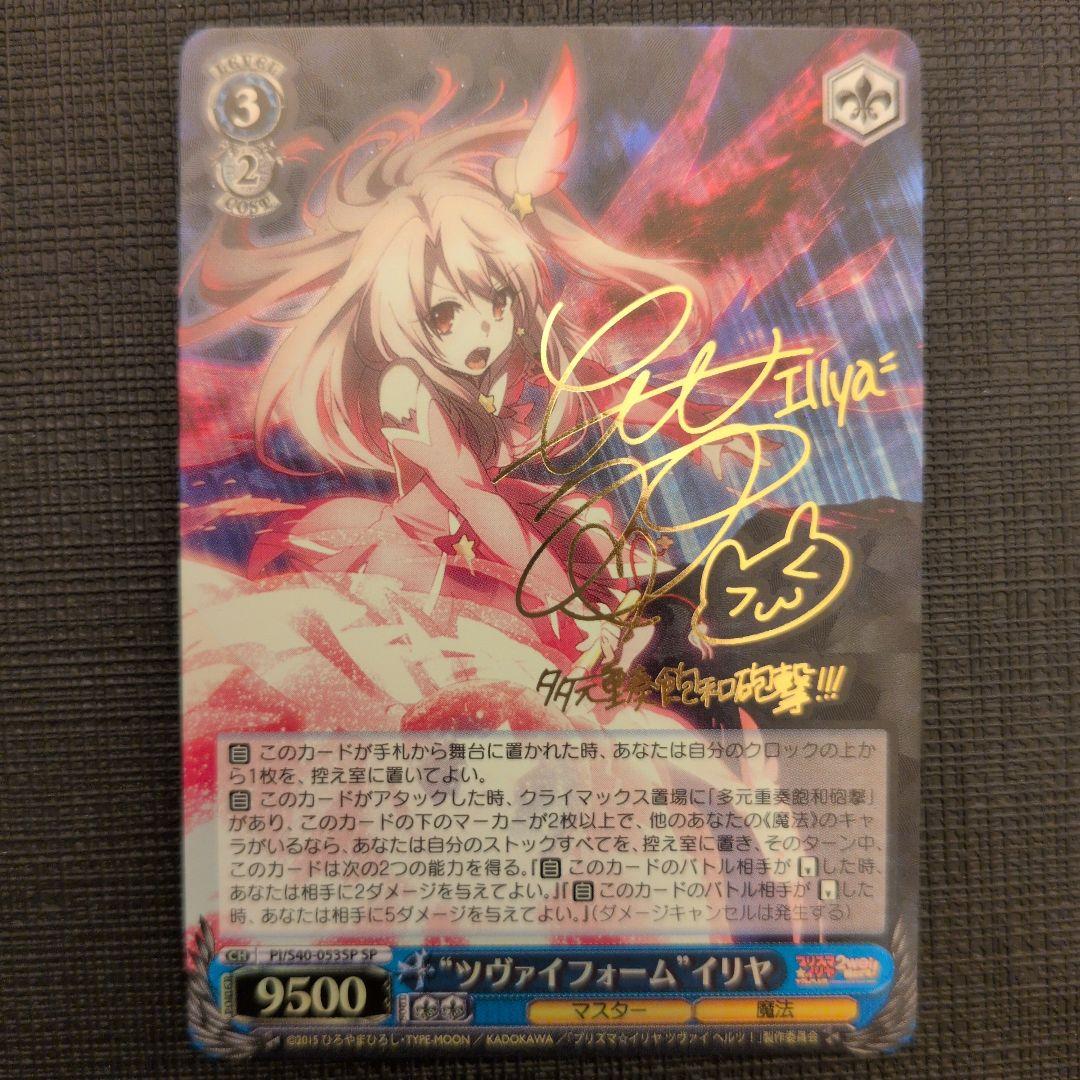 LEVEL
3
2
COST
Illya=
多元重奏飽和砲撃!!!
自 このカードが手札から舞台に置かれた時、あなたは自分のクロックの上か
ら1枚を、控え室に置いてよい。
自 このカードがアタックした時、クライマックス置場に「多元重奏飽和砲撃」
があり、このカードの下のマーカーが2枚以上で、他のあなたの《魔法》のキャ
ラがいるなら、あなたは自分のストックすべてを、控え室に置き、そのターン中、
このカードは次の2つの能力を得る。『自 このカードのバトル相手が した時、
あなたは相手に2ダメージを与えてよい。』『自 このカードのバトル相手が した
時、あなたは相手に5ダメージを与えてよい。』(ダメージキャンセルは発生する)
CH PI/S40-053SP SP
“ツヴァイフォーム”イリヤ
POWER 9500
マスター 魔法
©2015 ひろやまひろし・TYPE-MOON / KADOKAWA /「プリズマ☆イリヤ ツヴァイ ヘルツ!」製作委員会